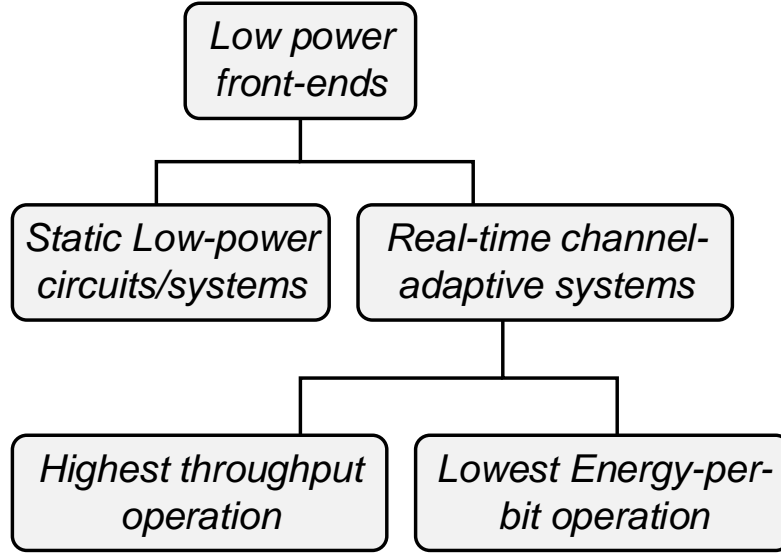 Low power
front-ends
Static Low-power
circuits/systems
Real-time channel-
adaptive systems
Highest throughput
operation
Lowest Energy-per-
bit operation